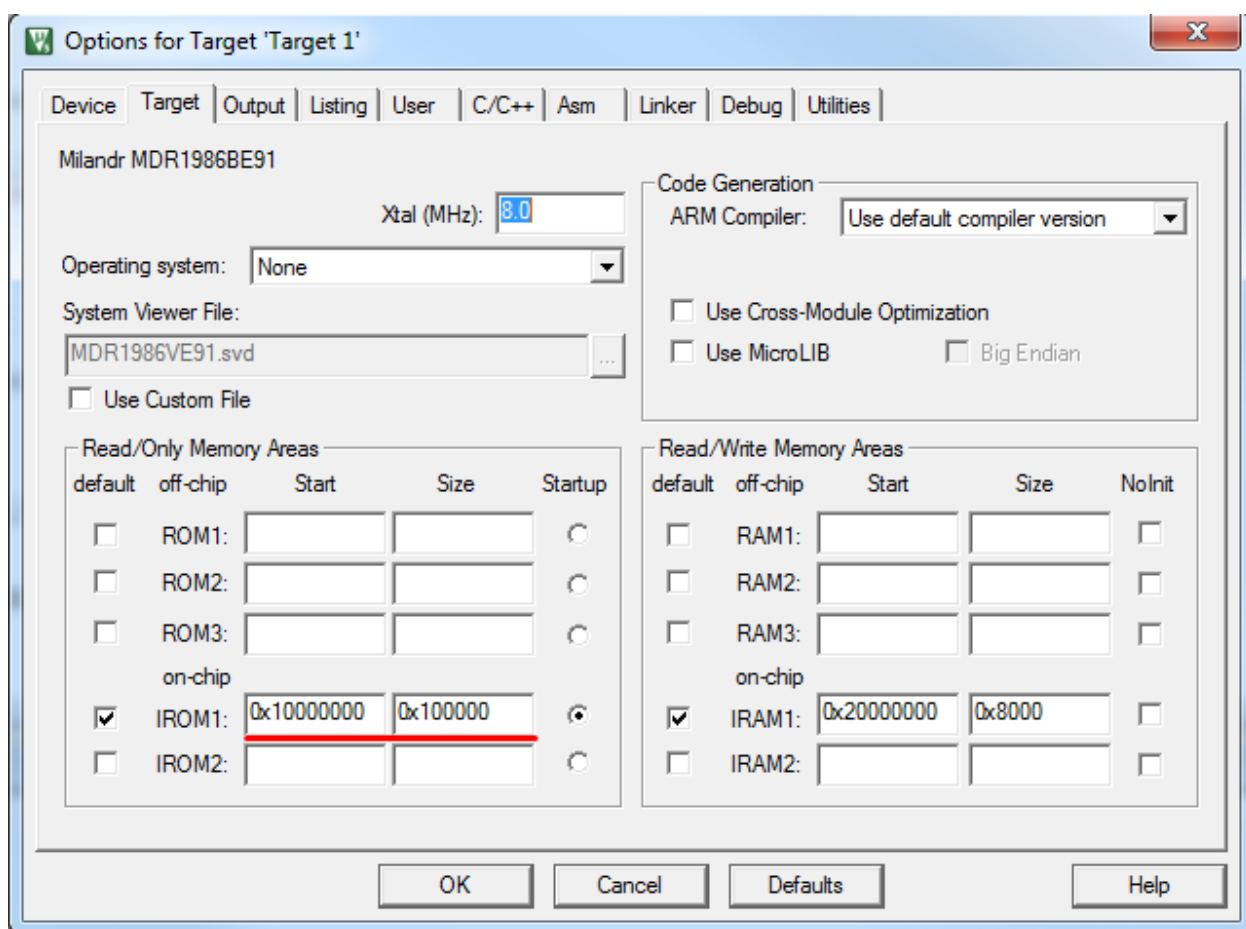 Options for Target 'Target 1'
Device Target Output Listing User C/C++ Asm Linker Debug Utilities
Milandr MDR1986BE91
Xtal (MHz): 8.0
Operating system: None
System Viewer File:
MDR1986VE91.svd ...
Use Custom File
Code Generation
ARM Compiler: Use default compiler version
Use Cross-Module Optimization
Use MicroLIB Big Endian
Read/Only Memory Areas
default off-chip Start Size Startup
ROM1:
ROM2:
ROM3:
on-chip
IROM1: 0x10000000 0x100000
IROM2:
Read/Write Memory Areas
default off-chip Start Size NoInit
RAM1:
RAM2:
RAM3:
on-chip
IRAM1: 0x20000000 0x8000
IRAM2:
OK Cancel Defaults Help